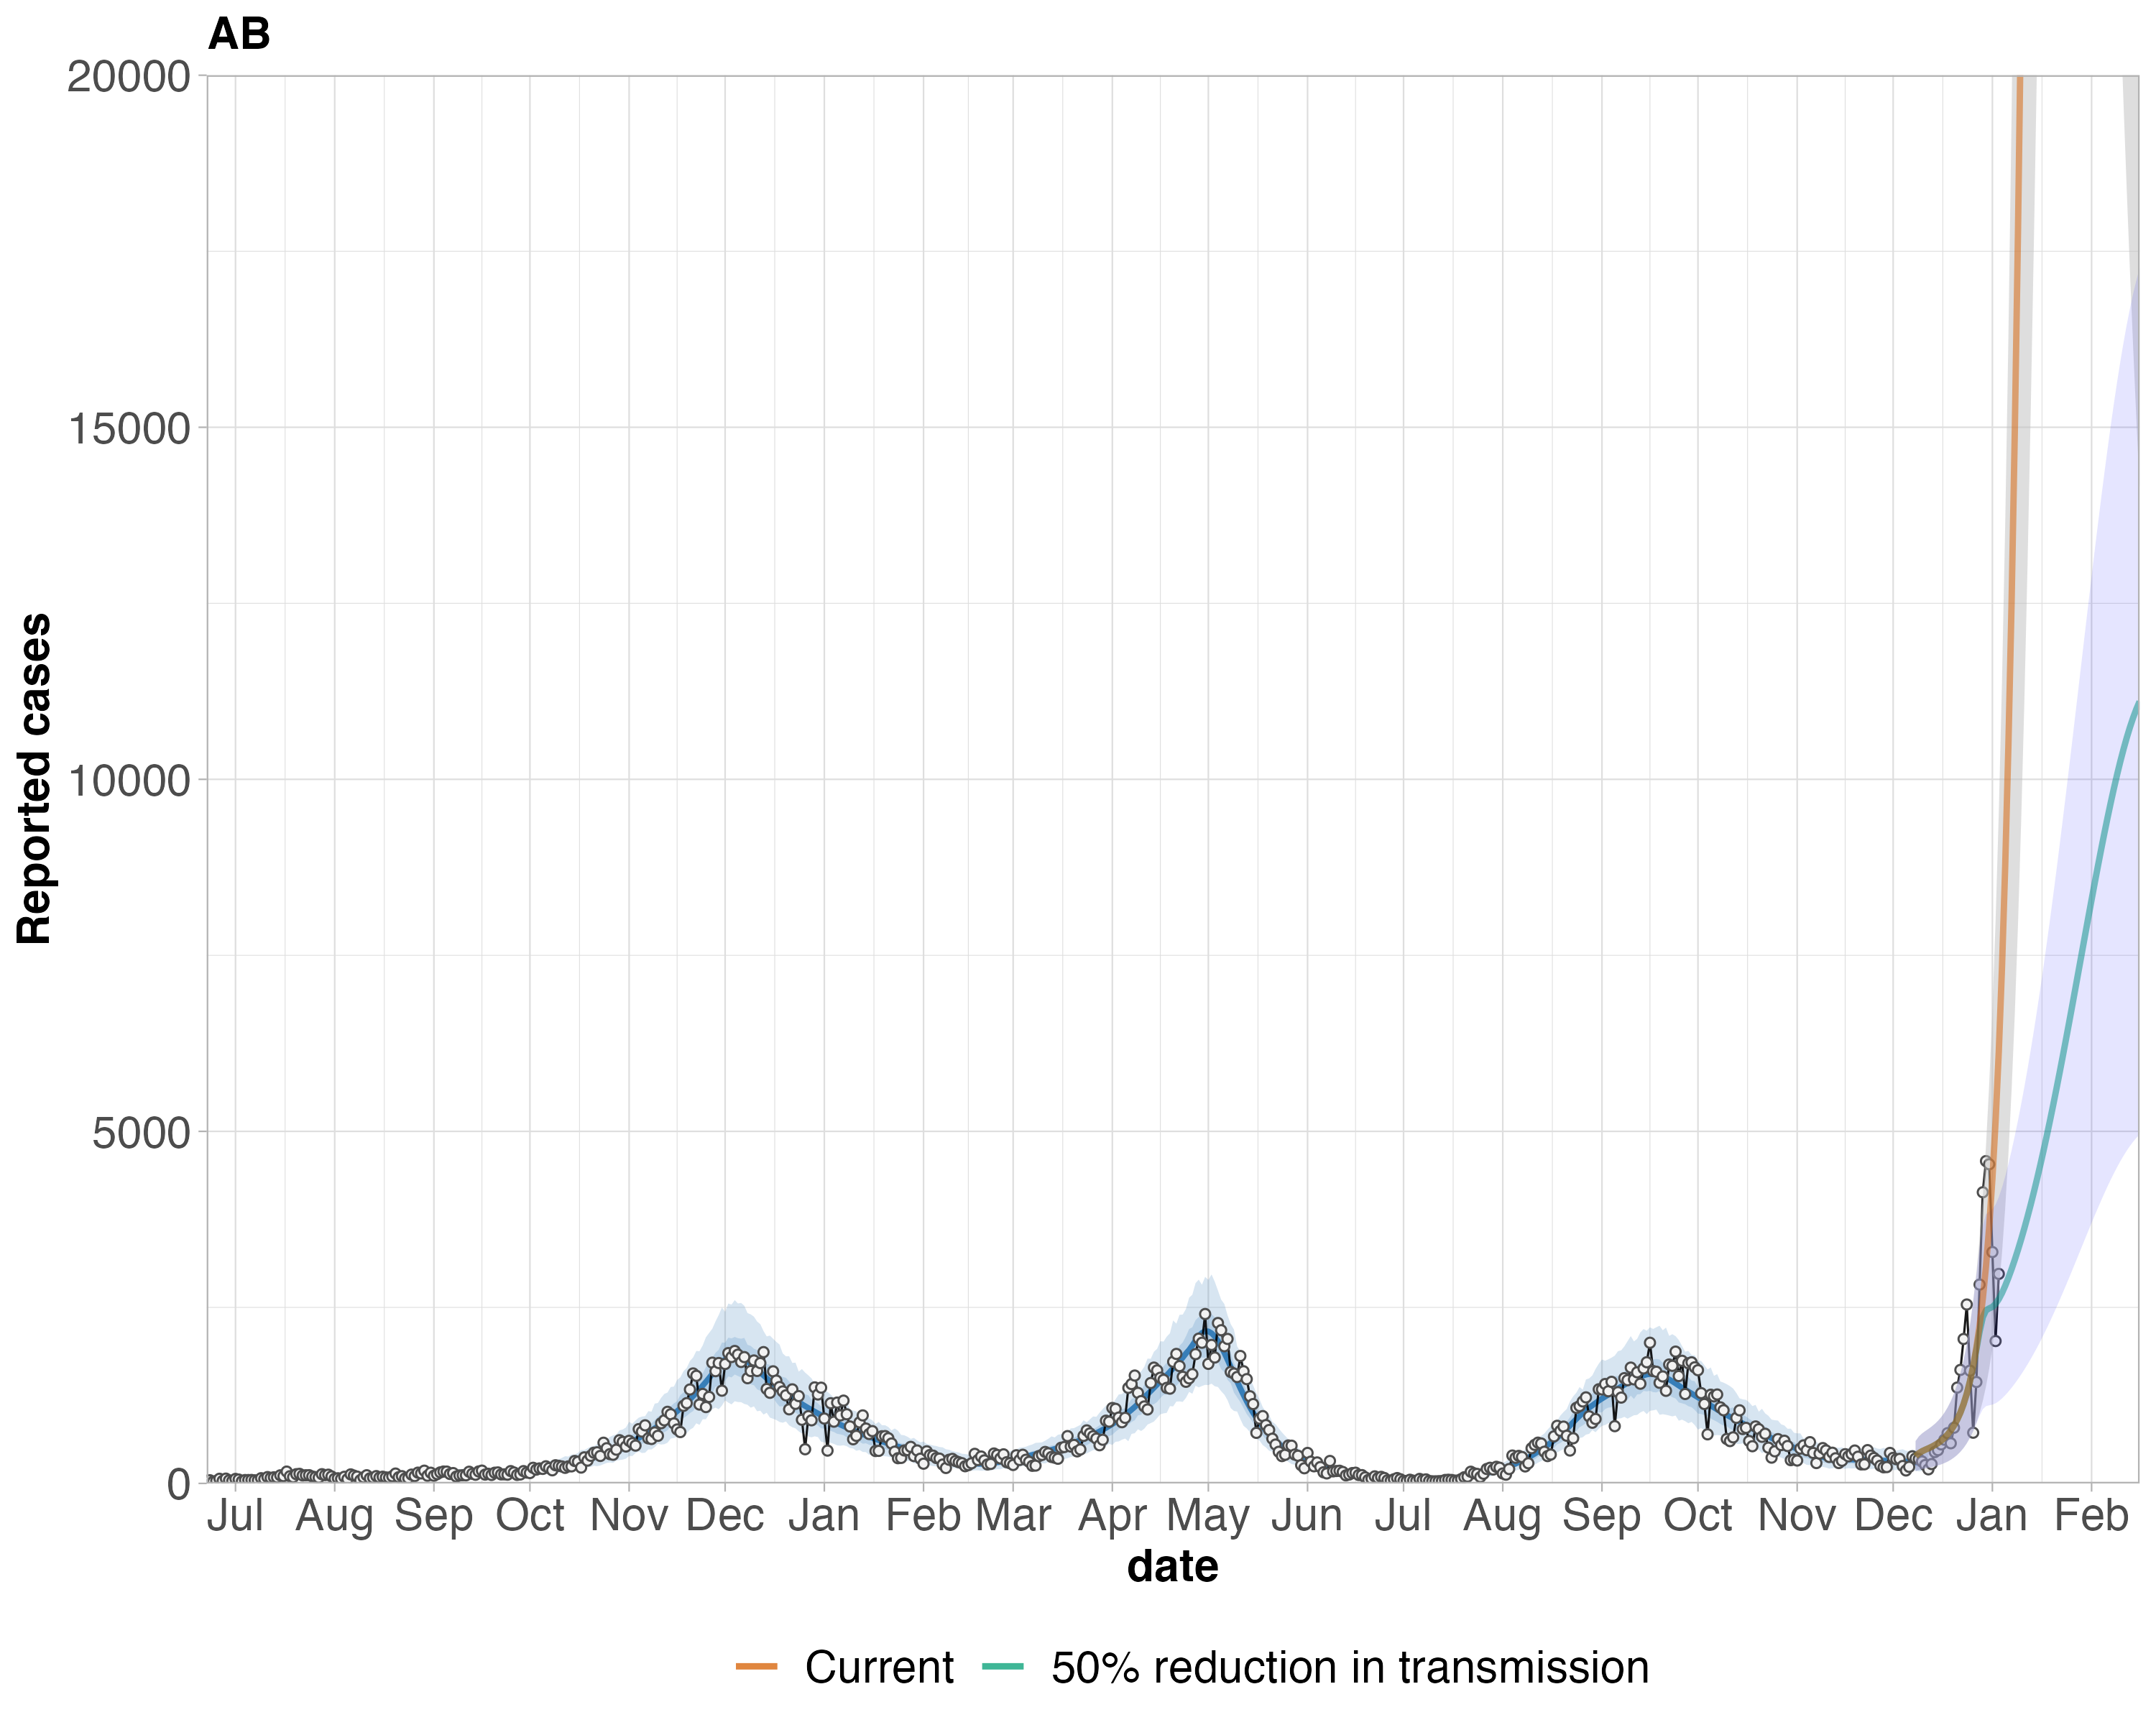 AB
20000
15000
10000
5000
0
Reported cases
Jul Aug Sep Oct Nov Dec Jan Feb Mar Apr May Jun Jul Aug Sep Oct Nov Dec Jan Feb
date
Current 50% reduction in transmission